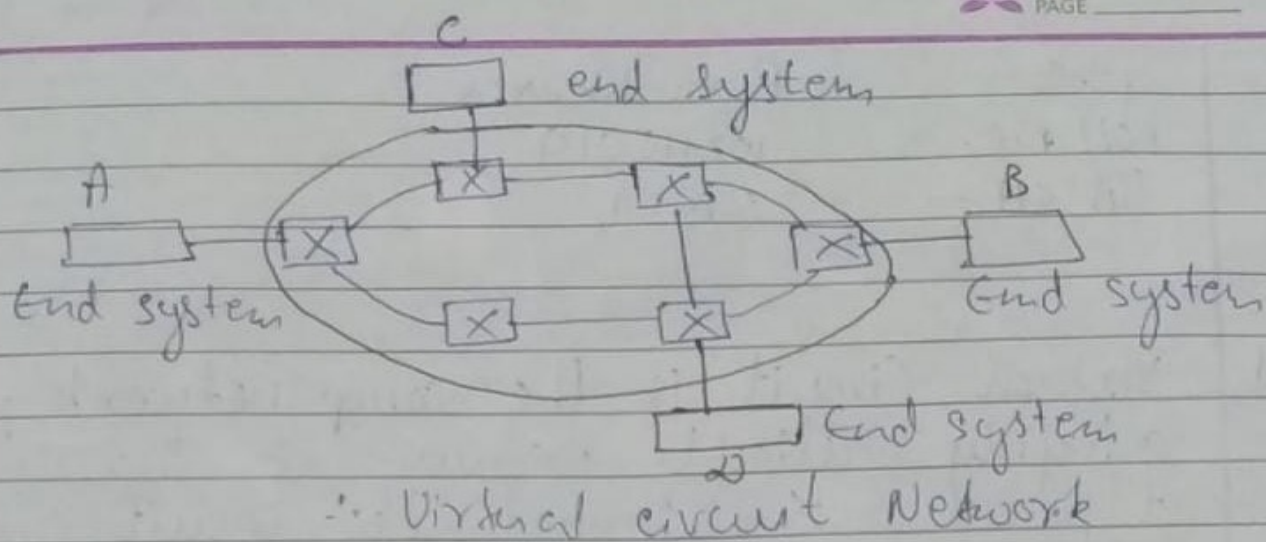 PAGE
C
end system
A
B
End system
End system
End system
D
∴ Virtual circuit Network